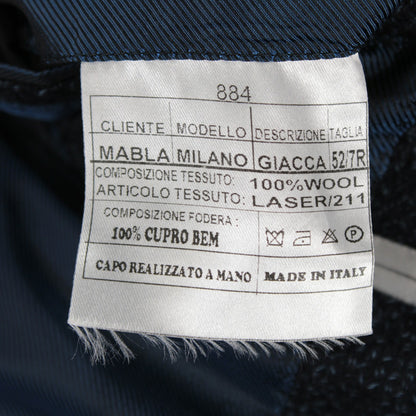 884
CLIENTE MODELLO DESCRIZIONE TAGLIA
MABLA MILANO GIACCA 52/7R
COMPOSIZIONE TESSUTO: 100%WOOL
ARTICOLO TESSUTO: LASER/211
COMPOSIZIONE FODERA :
100% CUPRO BEM
P
CAPO REALIZZATO A MANO MADE IN ITALY